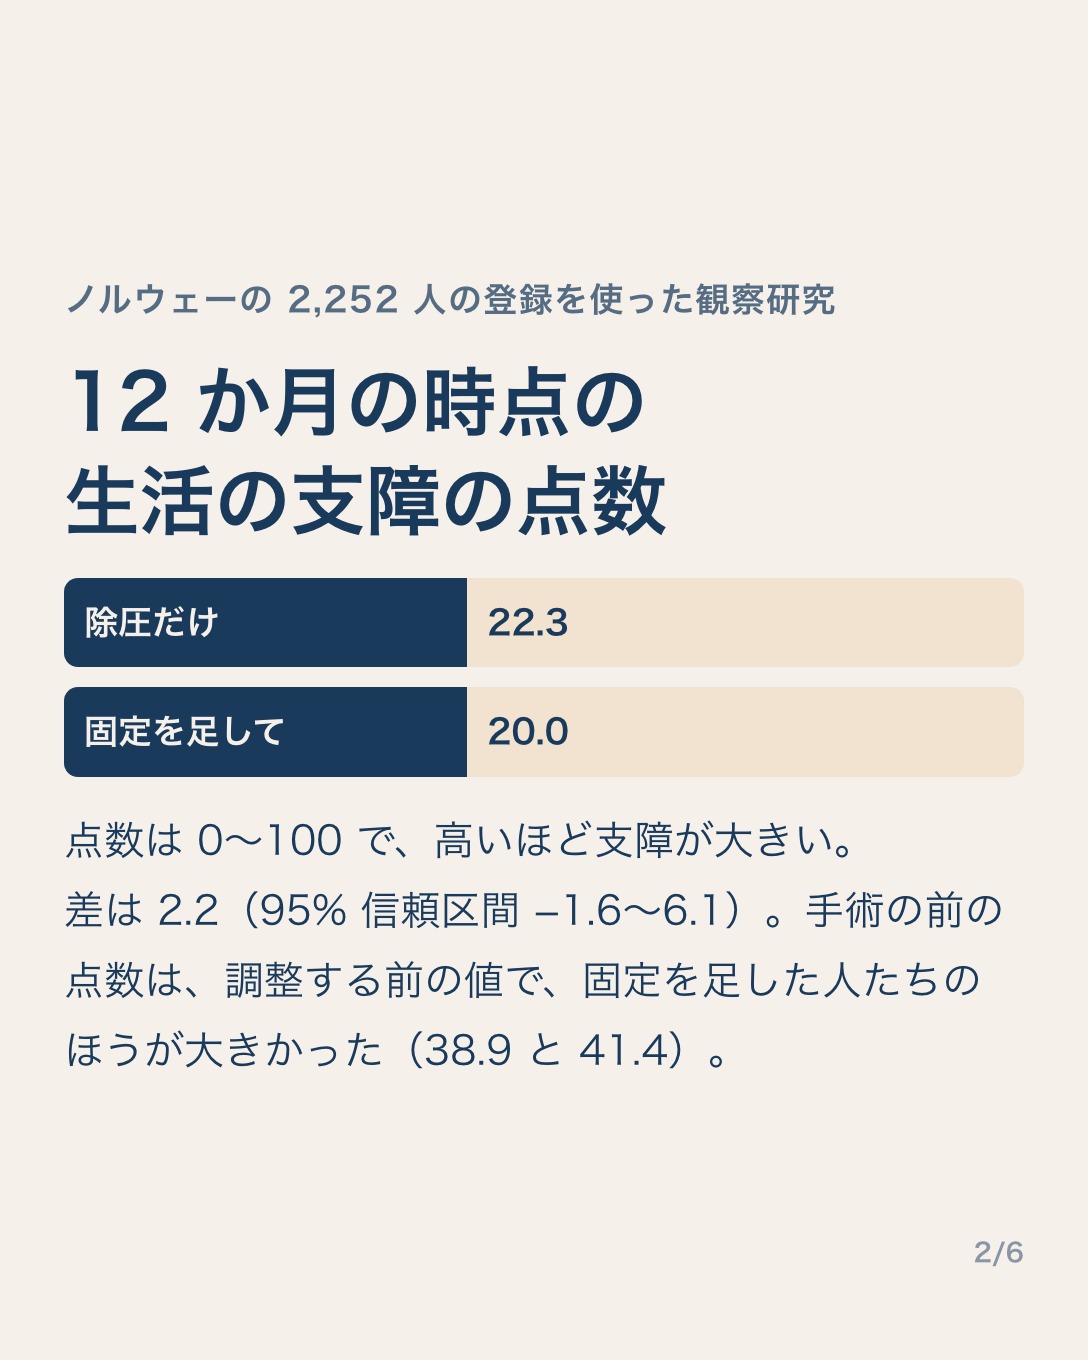 ノルウェーの 2,252 人の登録を使った観察研究
12 か月の時点の
生活の支障の点数
除圧だけ 22.3
固定を足して 20.0
点数は 0〜100 で、高いほど支障が大きい。
差は 2.2（95% 信頼区間 −1.6〜6.1）。手術の前の
点数は、調整する前の値で、固定を足した人たちの
ほうが大きかった（38.9 と 41.4）。
2/6